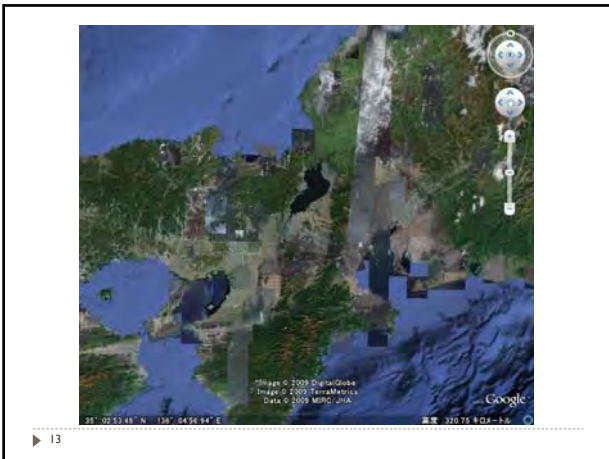 N
Image © 2009 DigitalGlobe
Image © 2009 TerraMetrics
Data © 2009 MIRC/JHA
Google
35° 02'53.48" N 136° 04'56.94" E
高度 320.75 キロメートル
13